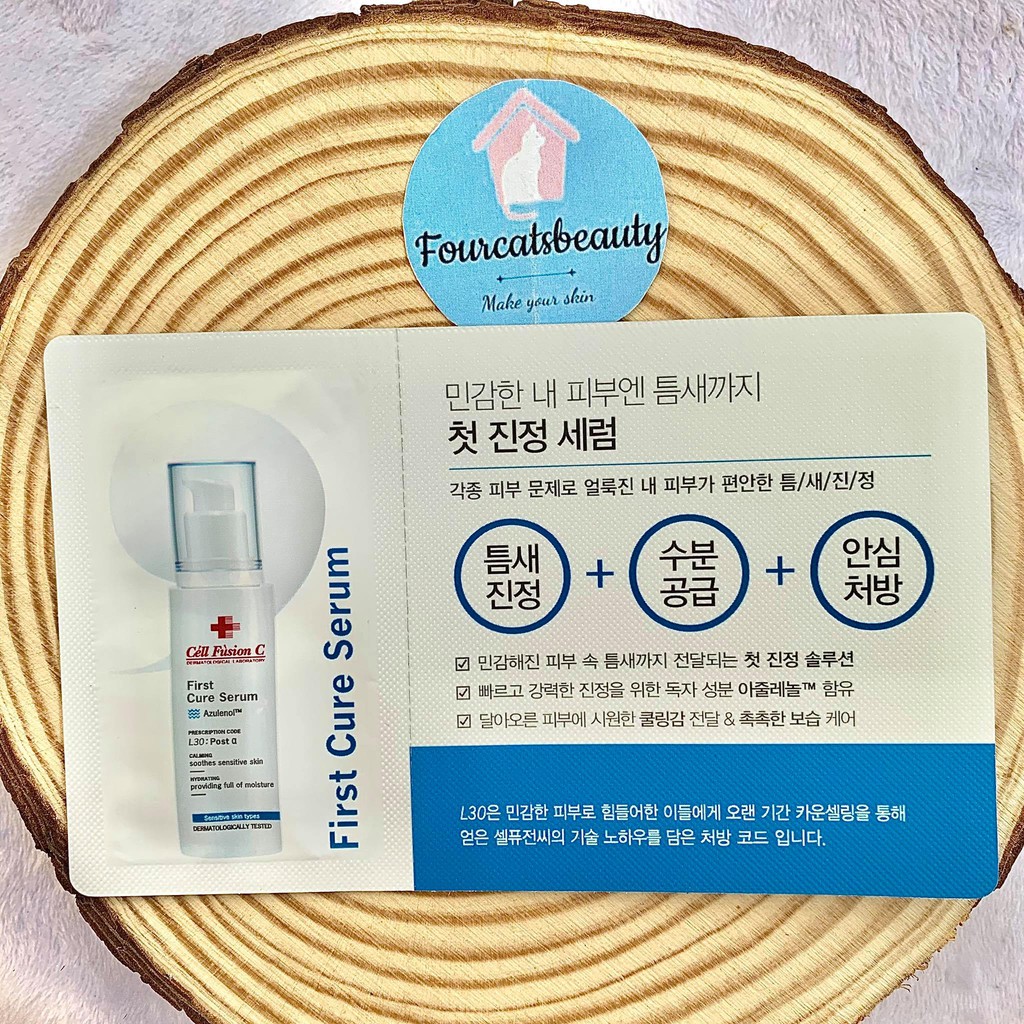 Fourcatsbeauty
Make your skin
민감한 내 피부엔 틈새까지
첫 진정 세럼
각종 피부 문제로 얼룩진 내 피부가 편안한 틈/새/진/정
틈새
진정
+
수분
공급
+
안심
처방
☑ 민감해진 피부 속 틈새까지 전달되는 첫 진정 솔루션
☑ 빠르고 강력한 진정을 위한 독자 성분 아줄레놀™ 함유
☑ 달아오른 피부에 시원한 쿨링감 전달 & 촉촉한 보습 케어
L30은 민감한 피부로 힘들어한 이들에게 오랜 기간 카운셀링을 통해
얻은 셀퓨전씨의 기술 노하우를 담은 처방 코드 입니다.
First Cure Serum
Céll Fùsion C
DERMATOLOGICAL LABORATORY
First
Cure Serum
Azulenol™
PRESCRIPTION CODE
L30: Post α
CALMING
soothes sensitive skin
HYDRATING
providing full of moisture
Sensitive skin types
DERMATOLOGICALLY TESTED